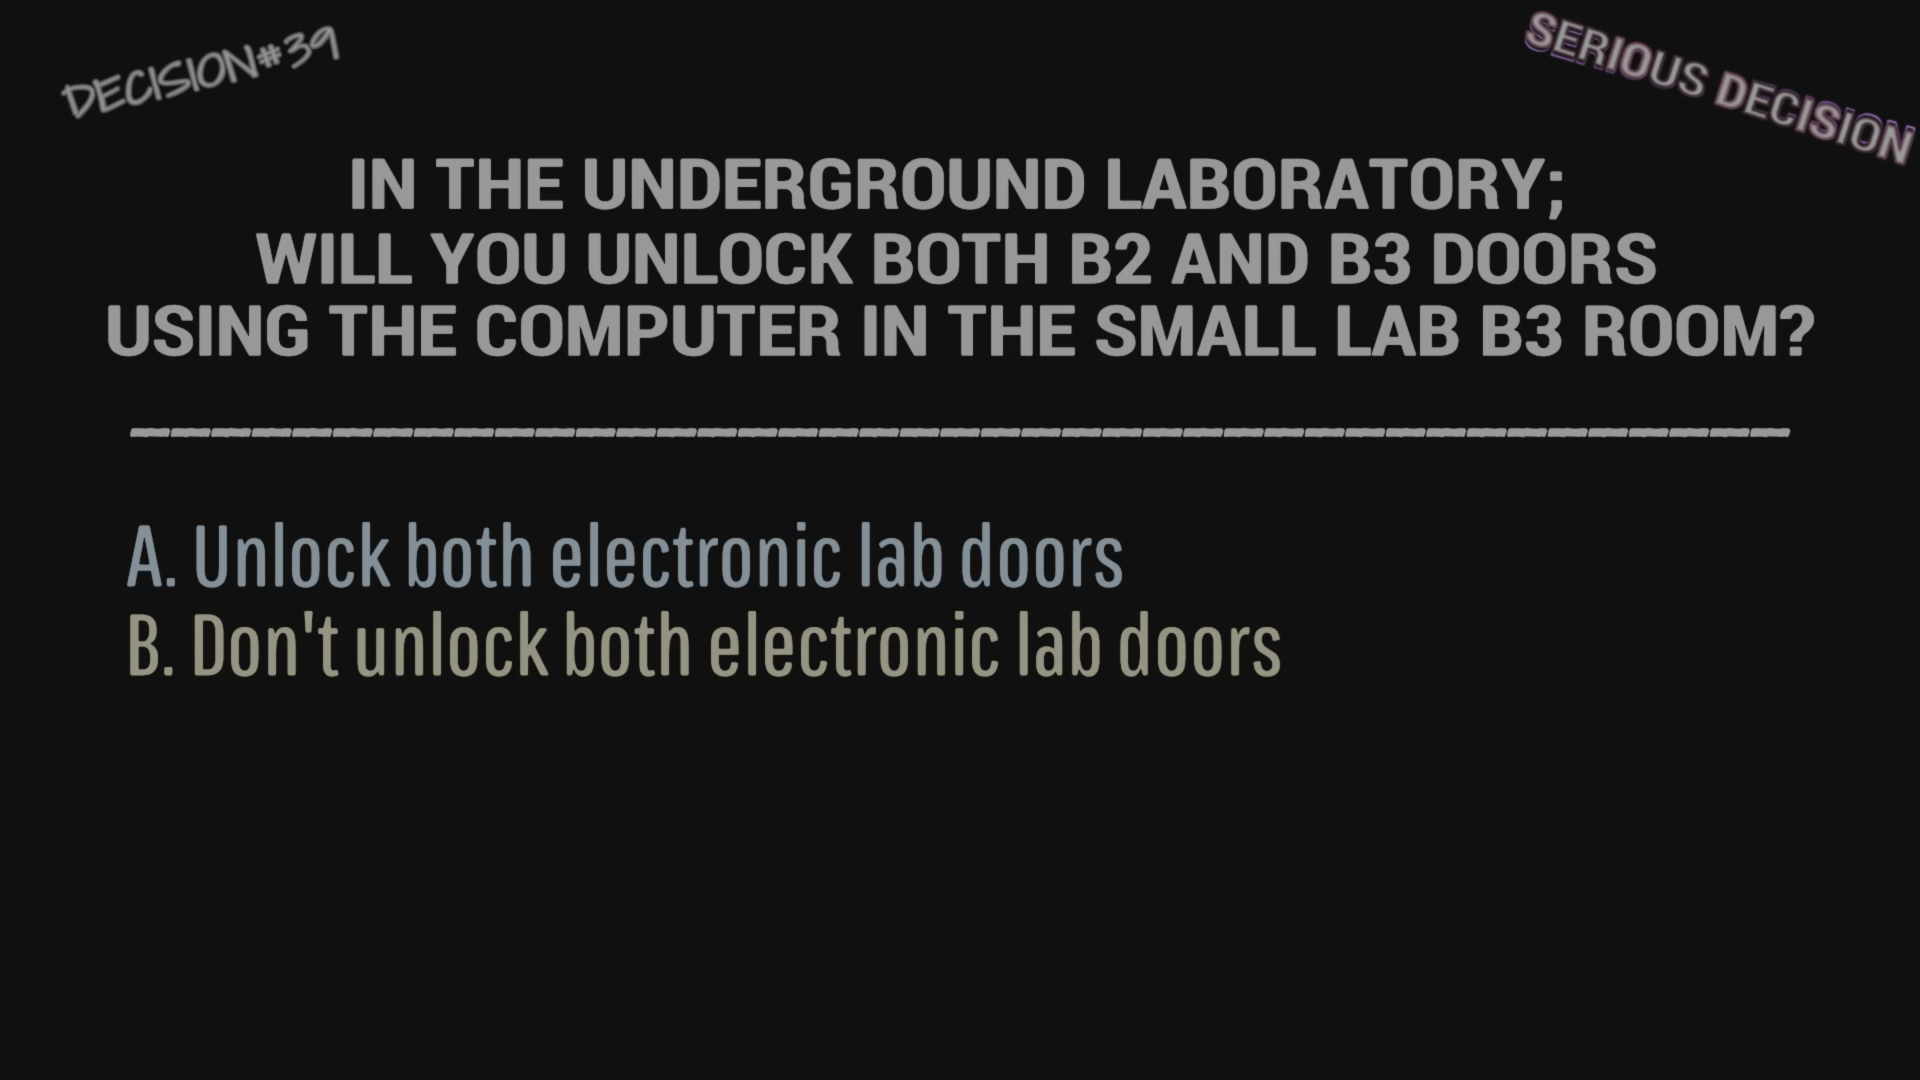 DECISION#39
SERIOUS DECISION
IN THE UNDERGROUND LABORATORY;
WILL YOU UNLOCK BOTH B2 AND B3 DOORS
USING THE COMPUTER IN THE SMALL LAB B3 ROOM?
A. Unlock both electronic lab doors
B. Don't unlock both electronic lab doors